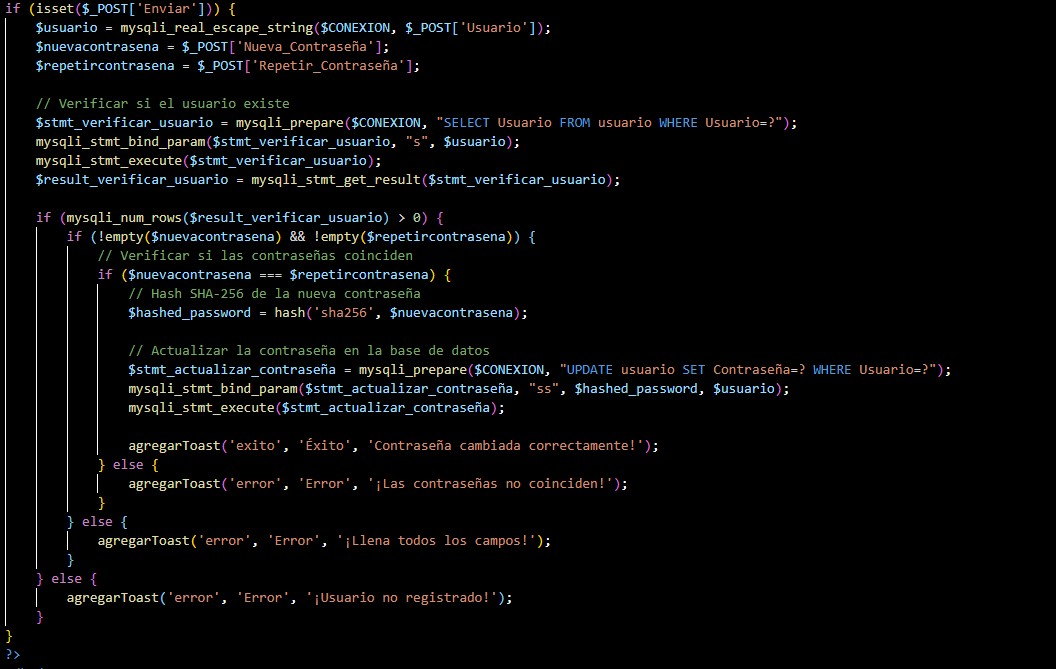 if (isset($_POST['Enviar'])) {
$usuario = mysqli_real_escape_string($CONEXION, $_POST['Usuario']);
$nuevacontrasena = $_POST['Nueva_Contraseña'];
$repetircontrasena = $_POST['Repetir_Contraseña'];
// Verificar si el usuario existe
$stmt_verificar_usuario = mysqli_prepare($CONEXION, "SELECT Usuario FROM usuario WHERE Usuario=?");
mysqli_stmt_bind_param($stmt_verificar_usuario, "s", $usuario);
mysqli_stmt_execute($stmt_verificar_usuario);
$result_verificar_usuario = mysqli_stmt_get_result($stmt_verificar_usuario);
if (mysqli_num_rows($result_verificar_usuario) > 0) {
if (!empty($nuevacontrasena) && !empty($repetircontrasena)) {
// Verificar si las contraseñas coinciden
if ($nuevacontrasena === $repetircontrasena) {
// Hash SHA-256 de la nueva contraseña
$hashed_password = hash('sha256', $nuevacontrasena);
// Actualizar la contraseña en la base de datos
$stmt_actualizar_contraseña = mysqli_prepare($CONEXION, "UPDATE usuario SET Contraseña=? WHERE Usuario=?");
mysqli_stmt_bind_param($stmt_actualizar_contraseña, "ss", $hashed_password, $usuario);
mysqli_stmt_execute($stmt_actualizar_contraseña);
agregarToast('exito', 'Éxito', 'Contraseña cambiada correctamente!');
} else {
agregarToast('error', 'Error', '¡Las contraseñas no coinciden!');
}
} else {
agregarToast('error', 'Error', '¡Llena todos los campos!');
}
} else {
agregarToast('error', 'Error', '¡Usuario no registrado!');
}
}
?>